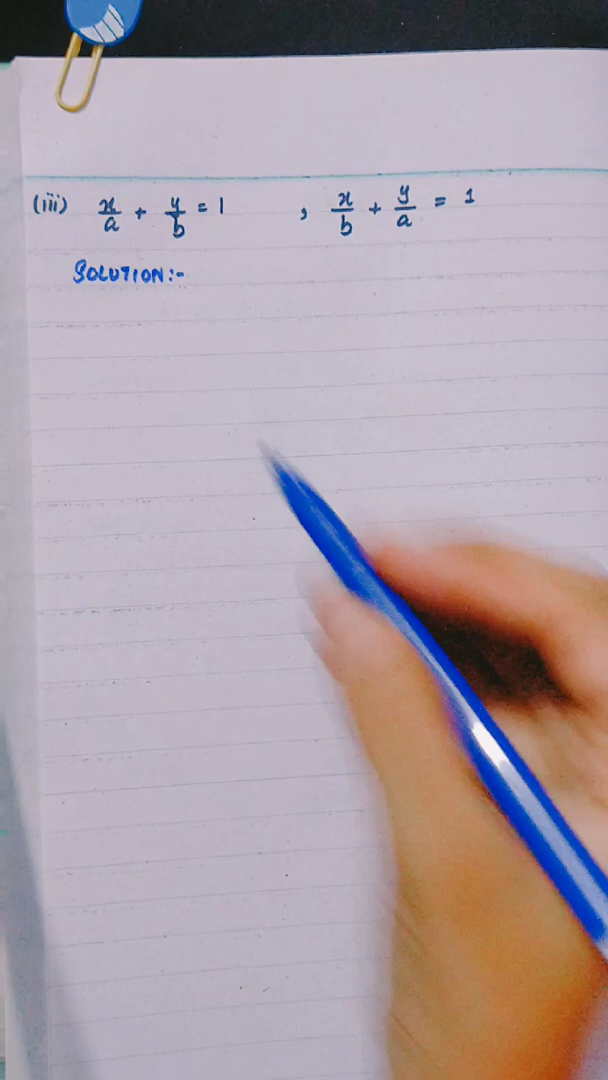 (iii) x/a + y/b = 1 , x/b + y/a = 1
SOLUTION:-